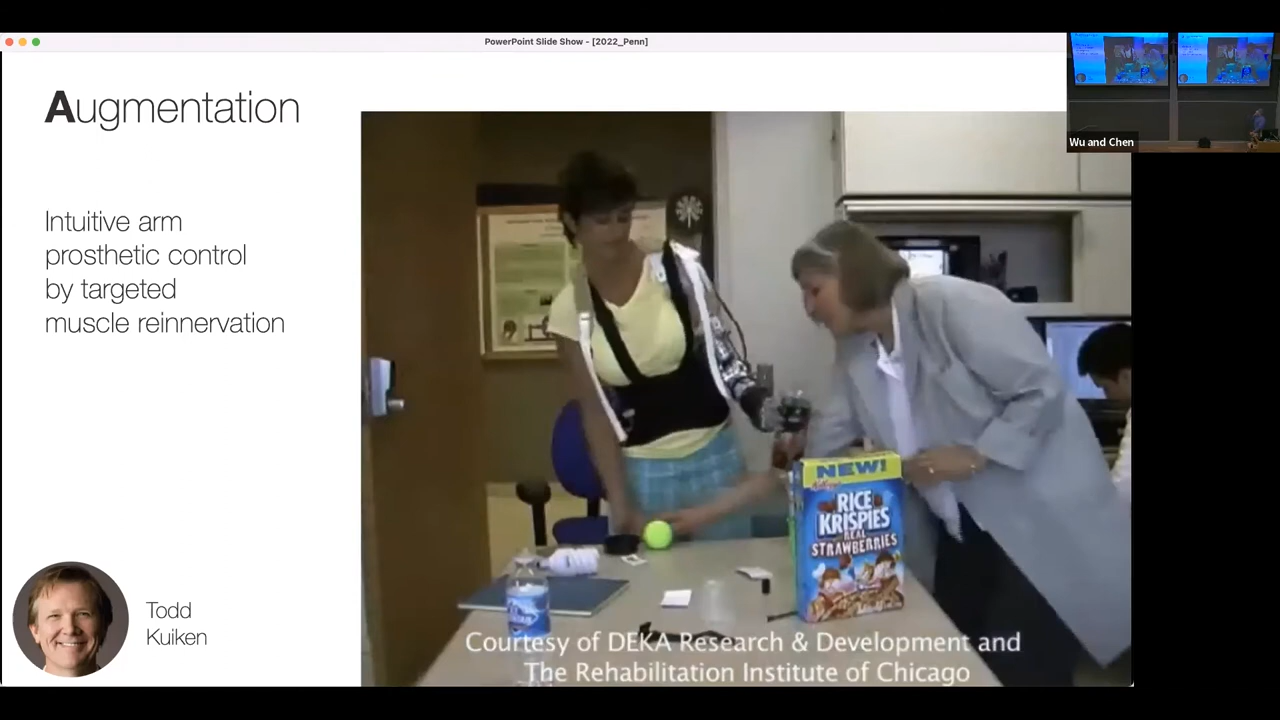 PowerPoint Slide Show - [2022_Penn]
Augmentation
Intuitive arm
prosthetic control
by targeted
muscle reinnervation
Todd
Kuiken
Wu and Chen
NEW!
Kellogg's
RICE
KRISPIES
REAL
STRAWBERRIES
Courtesy of DEKA Research & Development and
The Rehabilitation Institute of Chicago